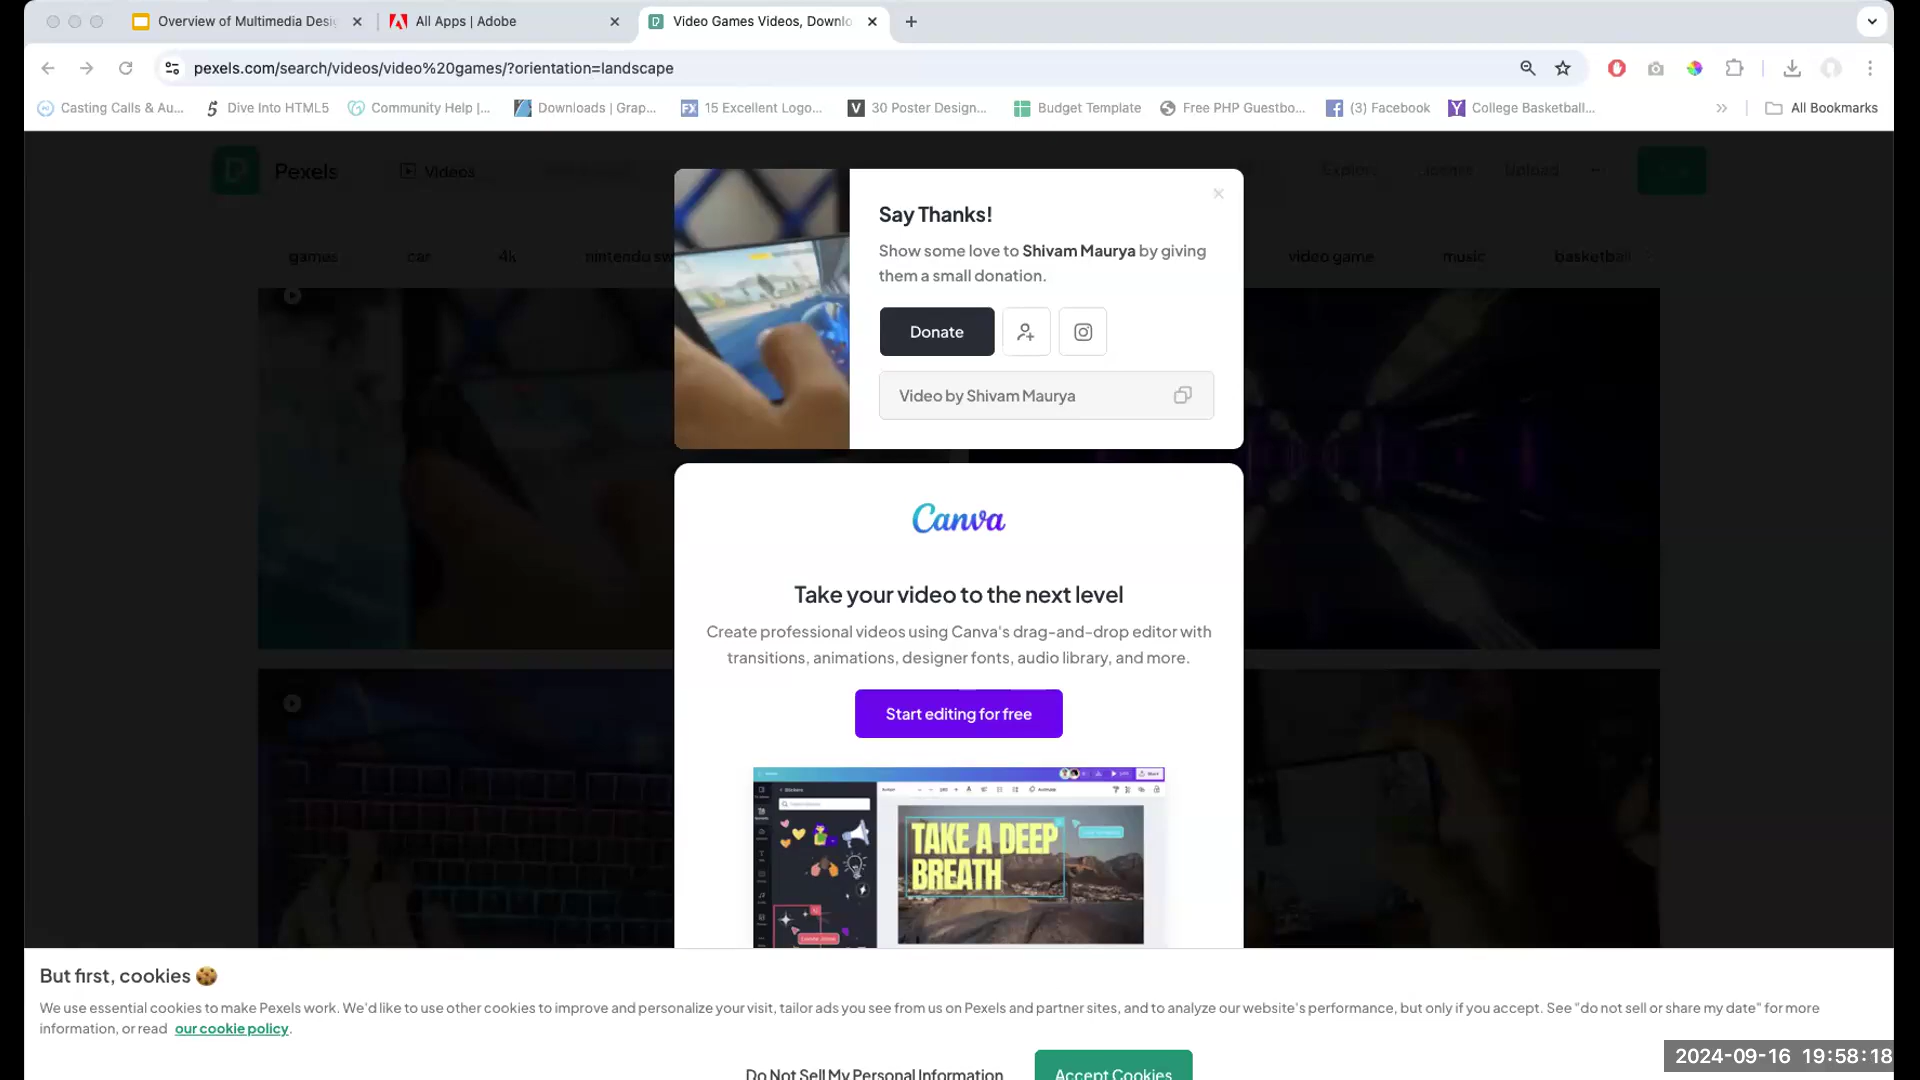 Overview of Multimedia Desi
All Apps | Adobe
Video Games Videos, Downlo
pexels.com/search/videos/video%20games/?orientation=landscape
Casting Calls & Au...
Dive Into HTML5
Community Help |...
Downloads | Grap...
15 Excellent Logo...
30 Poster Design...
Budget Template
Free PHP Guestbo...
(3) Facebook
College Basketball...
All Bookmarks
Pexels
Videos
Explore
License
Upload
games
car
4k
nintendo sw
video game
music
basketball
Say Thanks!
Show some love to Shivam Maurya by giving
them a small donation.
Donate
Video by Shivam Maurya
Canva
Take your video to the next level
Create professional videos using Canva's drag-and-drop editor with
transitions, animations, designer fonts, audio library, and more.
Start editing for free
Stickers
TAKE A DEEP
BREATH
But first, cookies
We use essential cookies to make Pexels work. We'd like to use other cookies to improve and personalize your visit, tailor ads you see from us on Pexels and partner sites, and to analyze our website's performance, but only if you accept. See "do not sell or share my date" for more
information, or read our cookie policy.
Do Not Sell My Personal Information
Accept Cookies
2024-09-16 19:58:18